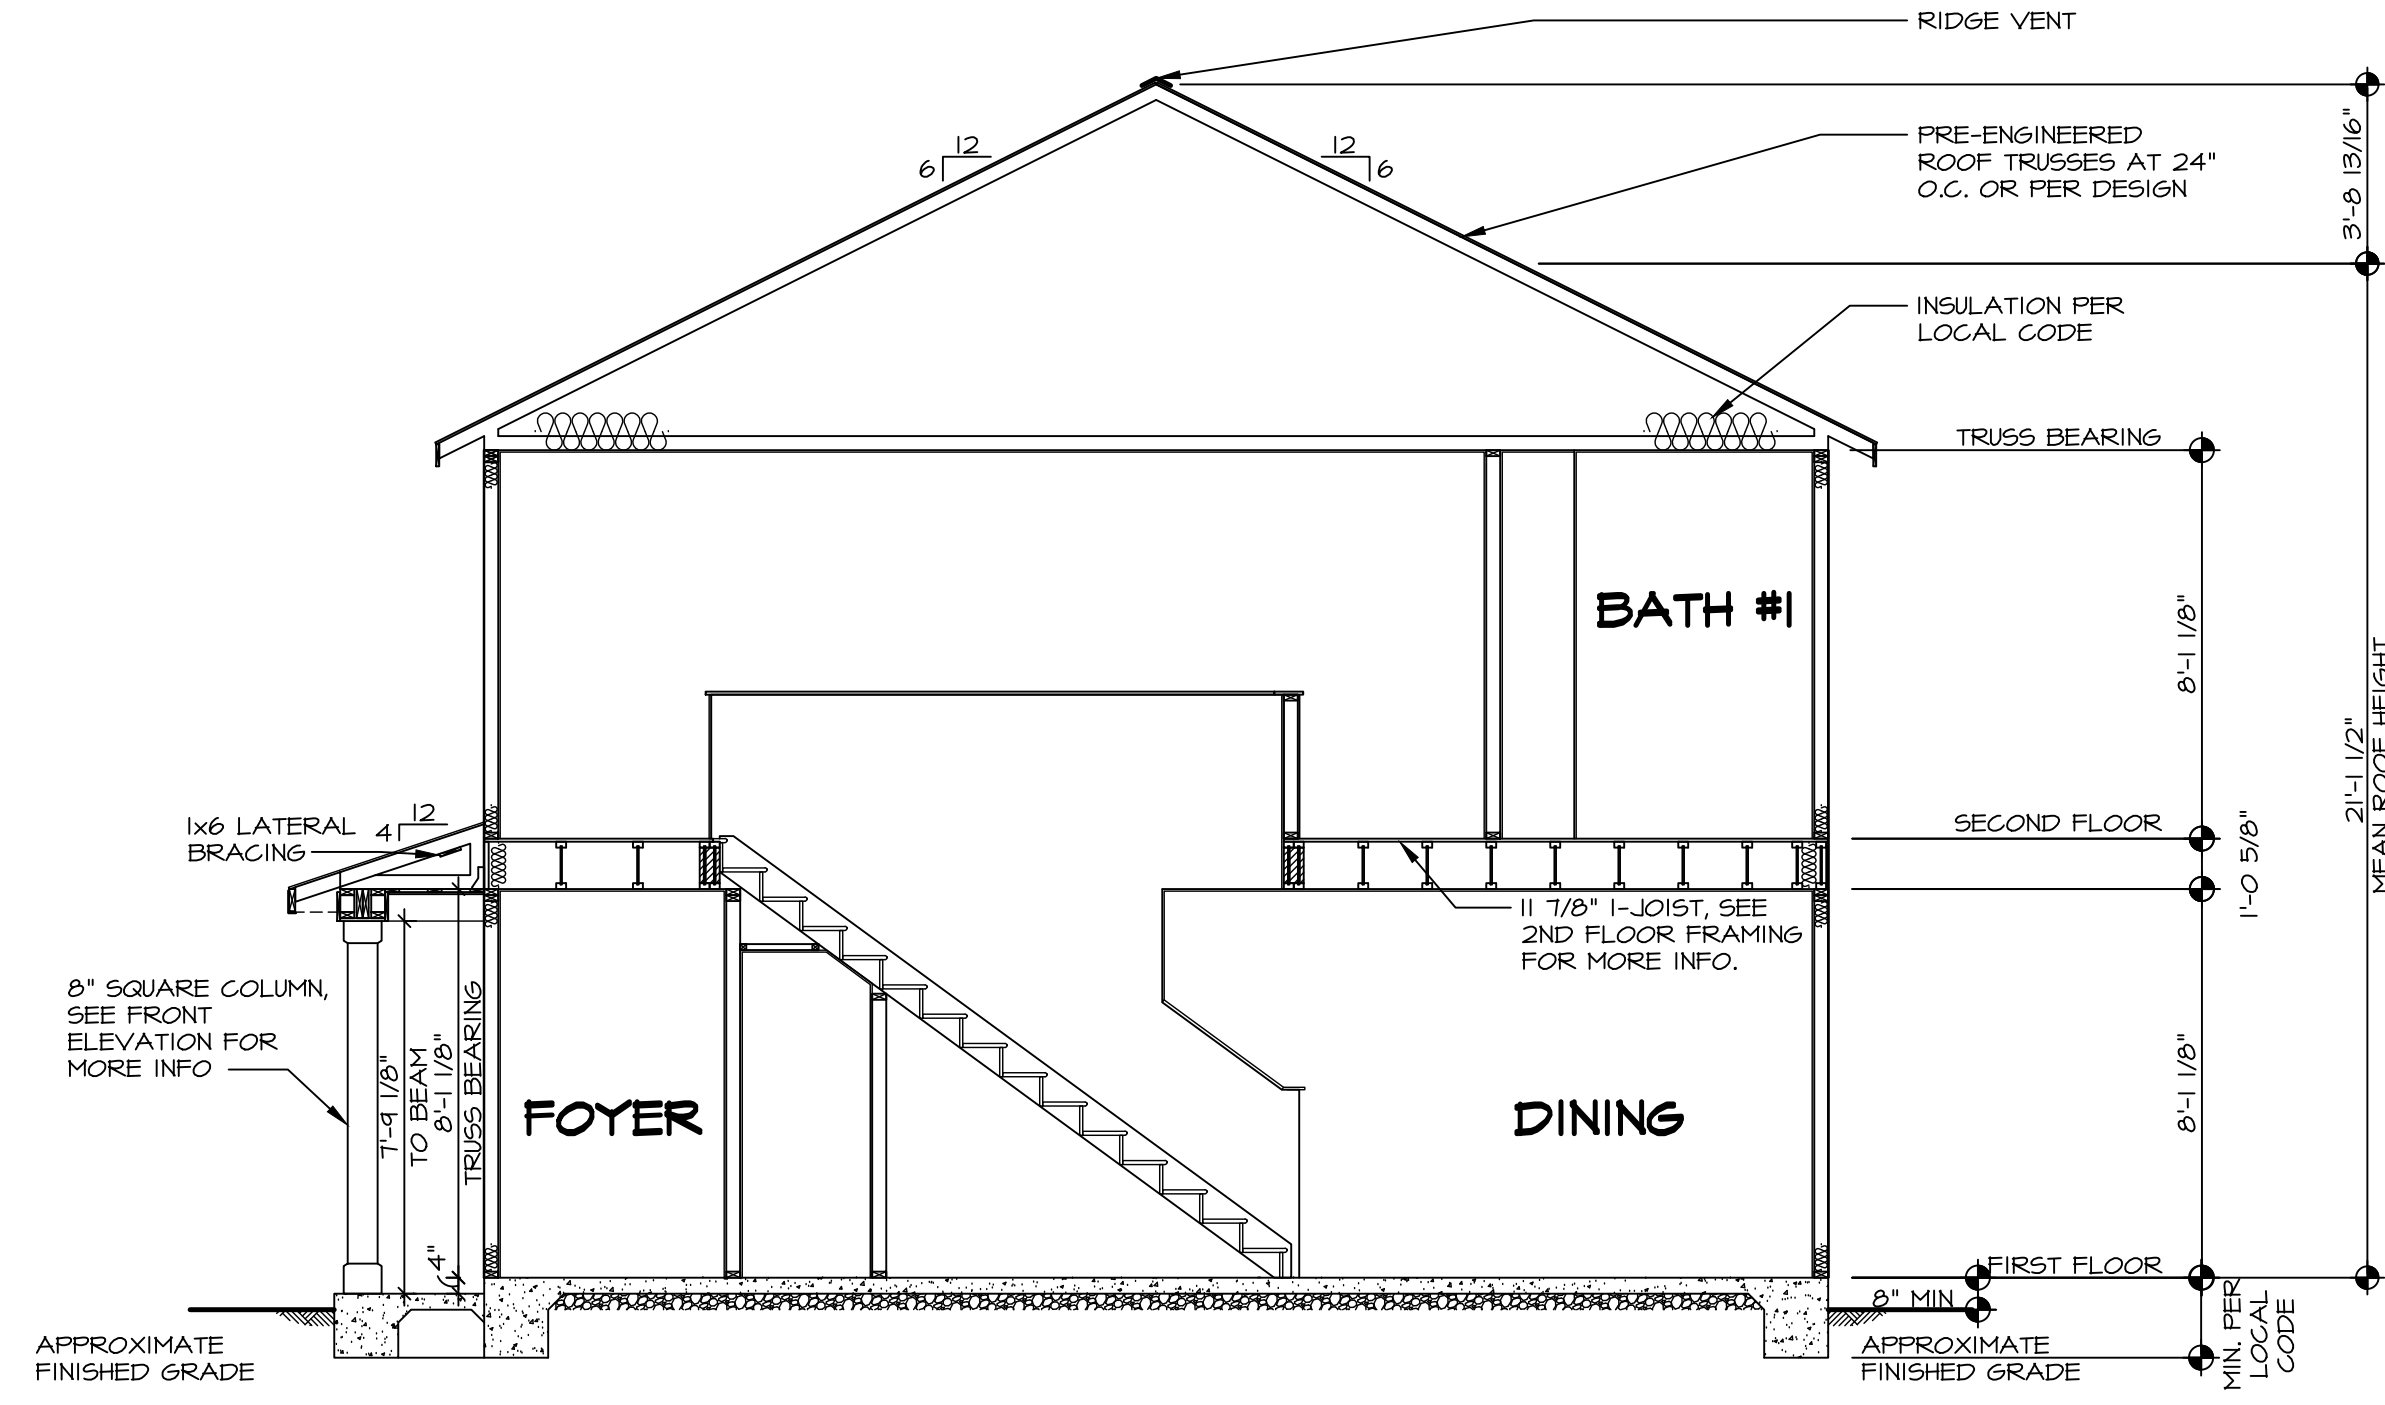 RIDGE VENT
12
6
12
6
PRE-ENGINEERED
ROOF TRUSSES AT 24"
O.C. OR PER DESIGN
3'-8 13/16"
INSULATION PER
LOCAL CODE
TRUSS BEARING
BATH #1
8'-1 1/8"
21'-1 1/2"
MEAN ROOF HEIGHT
12
4
1x6 LATERAL
BRACING
SECOND FLOOR
1'-0 5/8"
11 7/8" I-JOIST, SEE
2ND FLOOR FRAMING
FOR MORE INFO.
8" SQUARE COLUMN,
SEE FRONT
ELEVATION FOR
MORE INFO
7'-9 1/8"
TO BEAM
8'-1 1/8"
TRUSS BEARING
FOYER
DINING
8'-1 1/8"
4"
FIRST FLOOR
8" MIN
MIN. PER
LOCAL
CODE
APPROXIMATE
FINISHED GRADE
APPROXIMATE
FINISHED GRADE